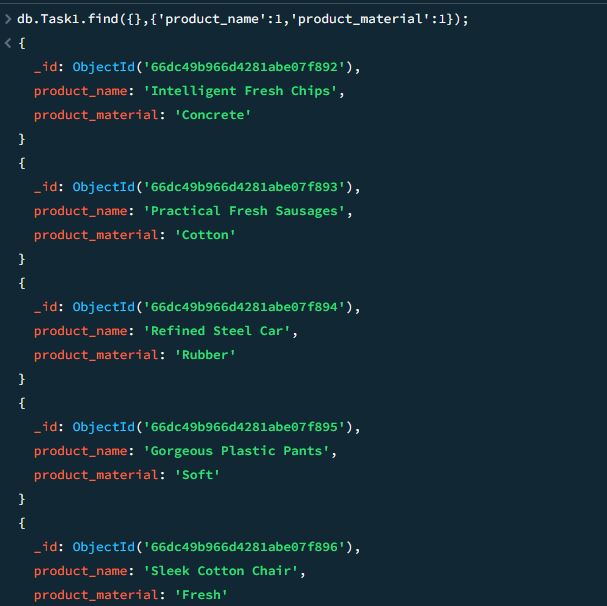 > db.Task1.find({},{'product_name':1,'product_material':1});
< {
_id: ObjectId('66dc49b966d4281abe07f892'),
product_name: 'Intelligent Fresh Chips',
product_material: 'Concrete'
}
{
_id: ObjectId('66dc49b966d4281abe07f893'),
product_name: 'Practical Fresh Sausages',
product_material: 'Cotton'
}
{
_id: ObjectId('66dc49b966d4281abe07f894'),
product_name: 'Refined Steel Car',
product_material: 'Rubber'
}
{
_id: ObjectId('66dc49b966d4281abe07f895'),
product_name: 'Gorgeous Plastic Pants',
product_material: 'Soft'
}
{
_id: ObjectId('66dc49b966d4281abe07f896'),
product_name: 'Sleek Cotton Chair',
product_material: 'Fresh'